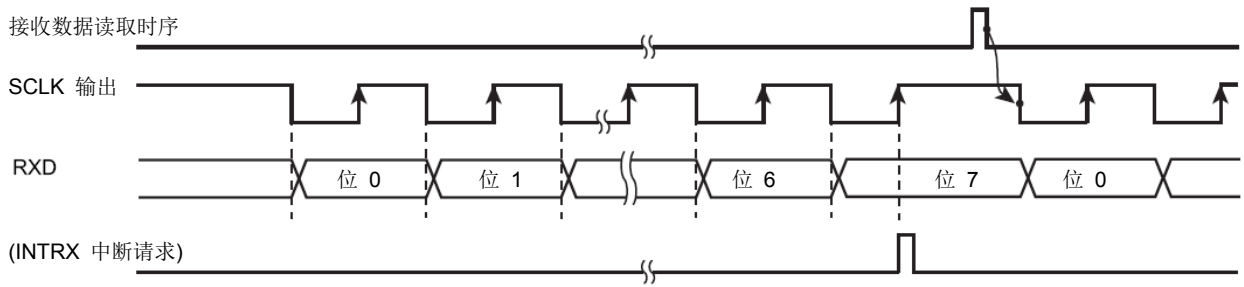 接收数据读取时序
SCLK 输出
RXD
位 0
位 1
位 6
位 7
位 0
(INTRX 中断请求)